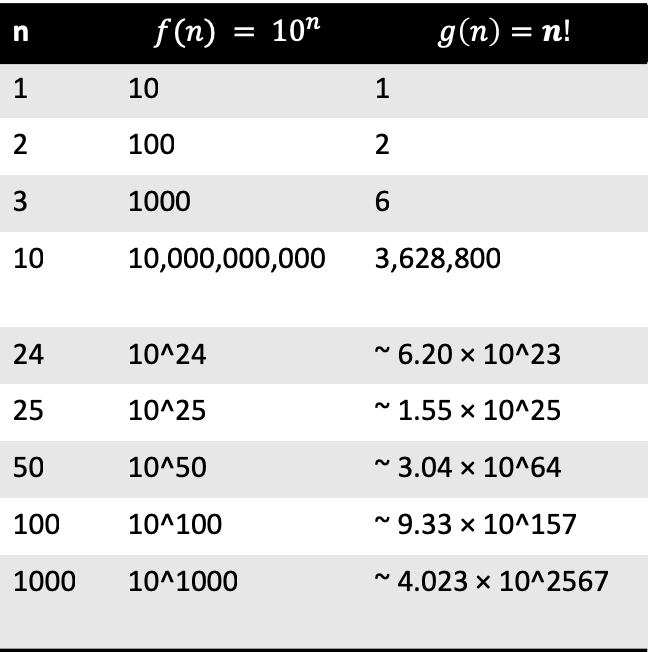 n f(n) = 10ⁿ g(n) = n!
1 10 1
2 100 2
3 1000 6
10 10,000,000,000 3,628,800
24 10^24 ~ 6.20 × 10^23
25 10^25 ~ 1.55 × 10^25
50 10^50 ~ 3.04 × 10^64
100 10^100 ~ 9.33 × 10^157
1000 10^1000 ~ 4.023 × 10^2567